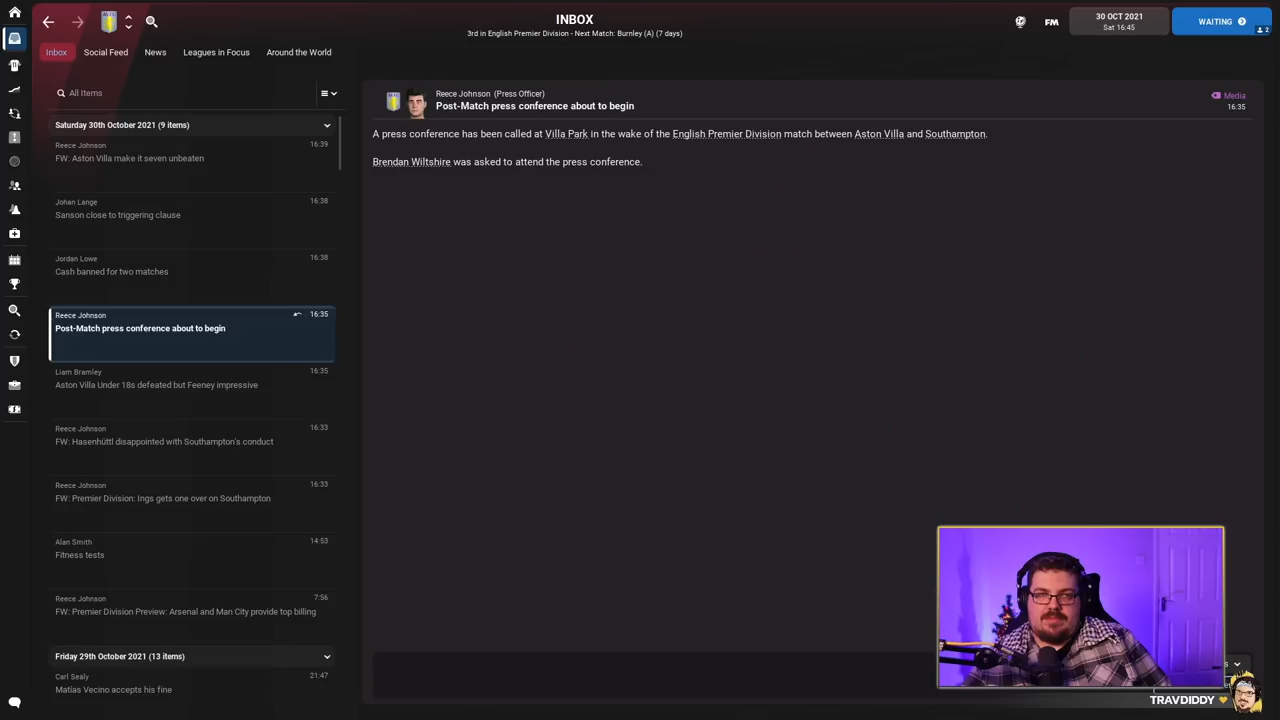 INBOX
3rd in English Premier Division - Next Match: Burnley (A) (7 days)
FM
30 OCT 2021
Sat 16:45
WAITING
2
Inbox
Social Feed
News
Leagues in Focus
Around the World
All Items
Saturday 30th October 2021 (9 items)
Reece Johnson
16:39
FW: Aston Villa make it seven unbeaten
Johan Lange
16:38
Sanson close to triggering clause
Jordan Lowe
16:38
Cash banned for two matches
Reece Johnson
16:35
Post-Match press conference about to begin
Liam Bramley
16:35
Aston Villa Under 18s defeated but Feeney impressive
Reece Johnson
16:33
FW: Hasenhüttl disappointed with Southampton's conduct
Reece Johnson
16:33
FW: Premier Division: Ings gets one over on Southampton
Alan Smith
14:53
Fitness tests
Reece Johnson
7:56
FW: Premier Division Preview: Arsenal and Man City provide top billing
Friday 29th October 2021 (13 items)
Carl Sealy
21:47
Matías Vecino accepts his fine
Reece Johnson (Press Officer)
Post-Match press conference about to begin
Media
16:35
A press conference has been called at Villa Park in the wake of the English Premier Division match between Aston Villa and Southampton.
Brendan Wiltshire was asked to attend the press conference.
TRAVDIDDY